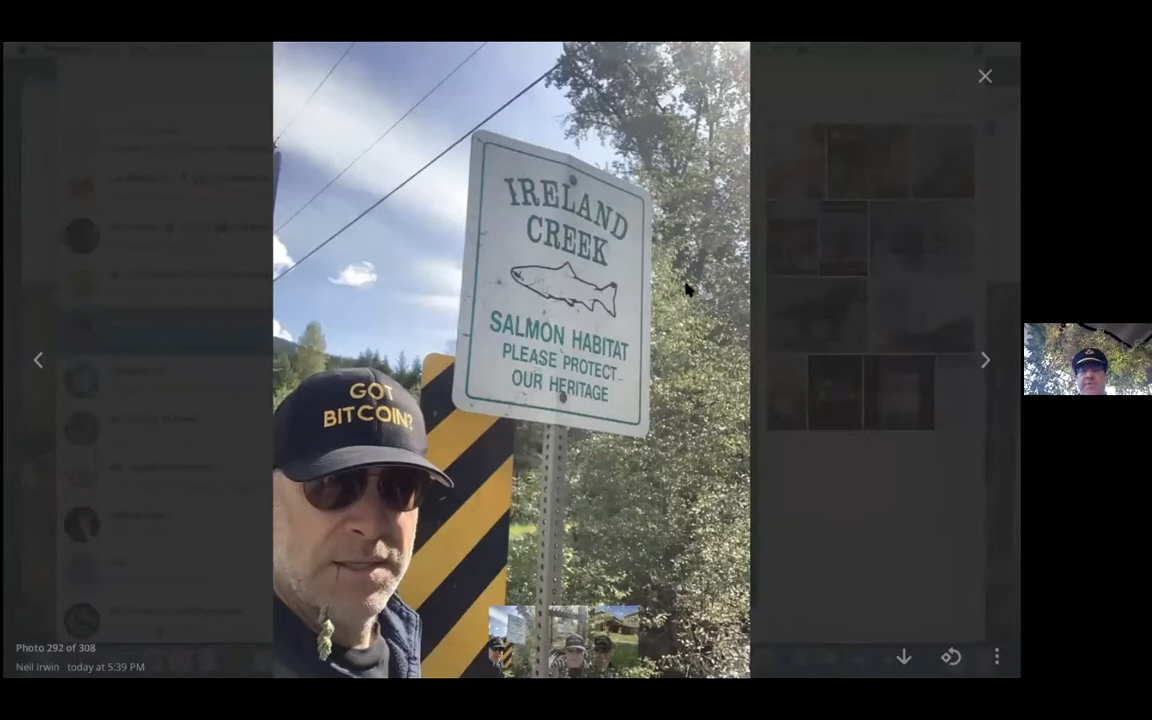 IRELAND
CREEK
SALMON HABITAT
PLEASE PROTECT
OUR HERITAGE
GOT
BITCOIN?
Photo 292 of 308
Neil Irwin today at 5:39 PM